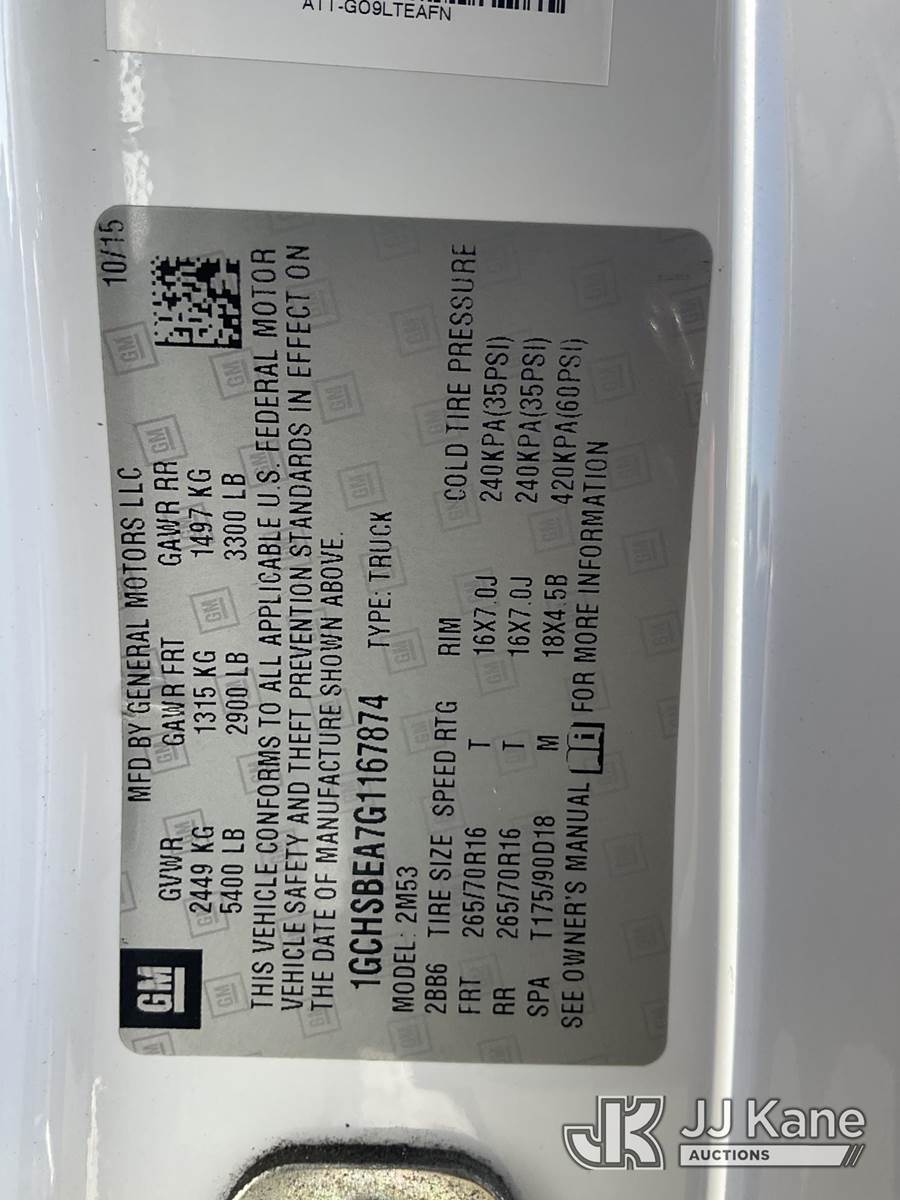 ATT-GO9LTEAFN
GM
MFD BY GENERAL MOTORS LLC 10/15
GVWR GAWR FRT GAWR RR
2449 KG 1315 KG 1497 KG
5400 LB 2900 LB 3300 LB
THIS VEHICLE CONFORMS TO ALL APPLICABLE U.S. FEDERAL MOTOR
VEHICLE SAFETY AND THEFT PREVENTION STANDARDS IN EFFECT ON
THE DATE OF MANUFACTURE SHOWN ABOVE.
1GCHSBEA7G1167874 TYPE: TRUCK
MODEL: 2M53
2BB6 TIRE SIZE SPEED RTG RIM COLD TIRE PRESSURE
FRT 265/70R16 T 16X7.0J 240KPA(35PSI)
RR 265/70R16 T 16X7.0J 240KPA(35PSI)
SPA T175/90D18 M 18X4.5B 420KPA(60PSI)
SEE OWNER'S MANUAL FOR MORE INFORMATION
JK JJ Kane
AUCTIONS